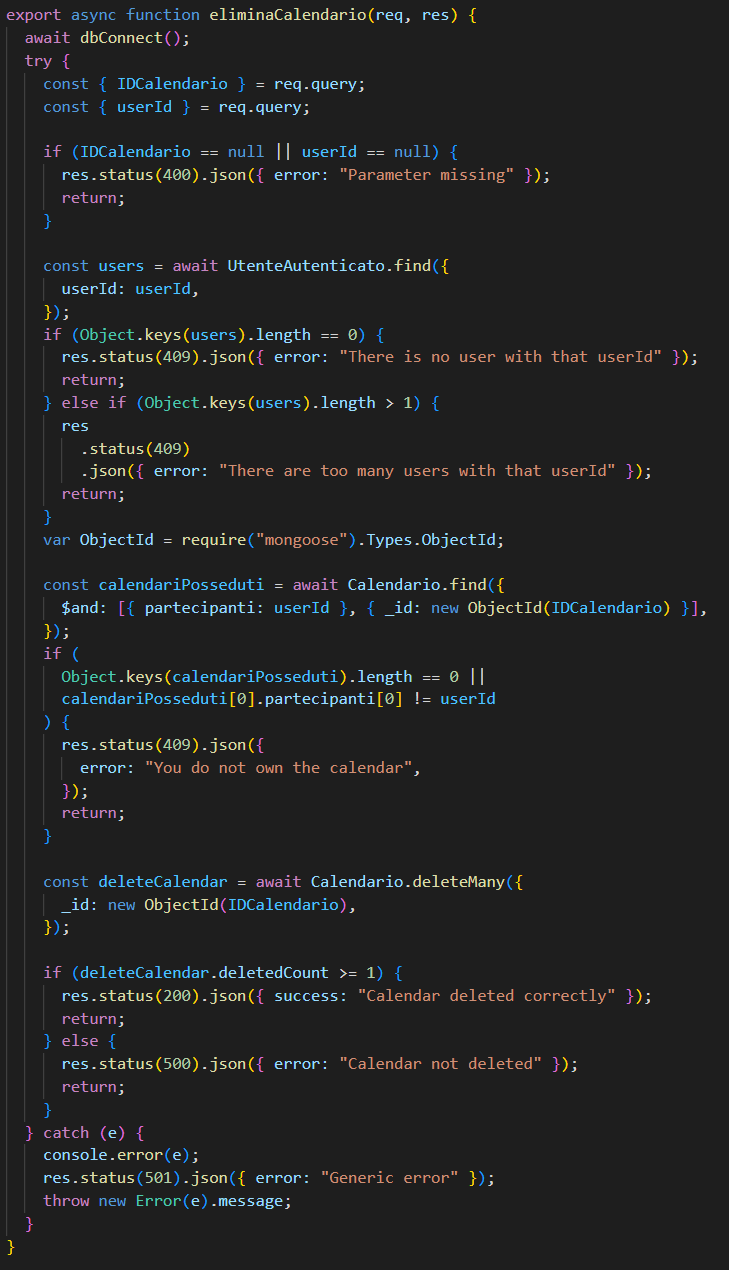 export async function eliminaCalendario(req, res) {
  await dbConnect();
  try {
    const { IDCalendario } = req.query;
    const { userId } = req.query;

    if (IDCalendario == null || userId == null) {
      res.status(400).json({ error: "Parameter missing" });
      return;
    }

    const users = await UtenteAutenticato.find({
      userId: userId,
    });
    if (Object.keys(users).length == 0) {
      res.status(409).json({ error: "There is no user with that userId" });
      return;
    } else if (Object.keys(users).length > 1) {
      res
        .status(409)
        .json({ error: "There are too many users with that userId" });
      return;
    }
    var ObjectId = require("mongoose").Types.ObjectId;

    const calendariPosseduti = await Calendario.find({
      $and: [{ partecipanti: userId }, { _id: new ObjectId(IDCalendario) }],
    });
    if (
      Object.keys(calendariPosseduti).length == 0 ||
      calendariPosseduti[0].partecipanti[0] != userId
    ) {
      res.status(409).json({
        error: "You do not own the calendar",
      });
      return;
    }

    const deleteCalendar = await Calendario.deleteMany({
      _id: new ObjectId(IDCalendario),
    });

    if (deleteCalendar.deletedCount >= 1) {
      res.status(200).json({ success: "Calendar deleted correctly" });
      return;
    } else {
      res.status(500).json({ error: "Calendar not deleted" });
      return;
    }
  } catch (e) {
    console.error(e);
    res.status(501).json({ error: "Generic error" });
    throw new Error(e).message;
  }
}